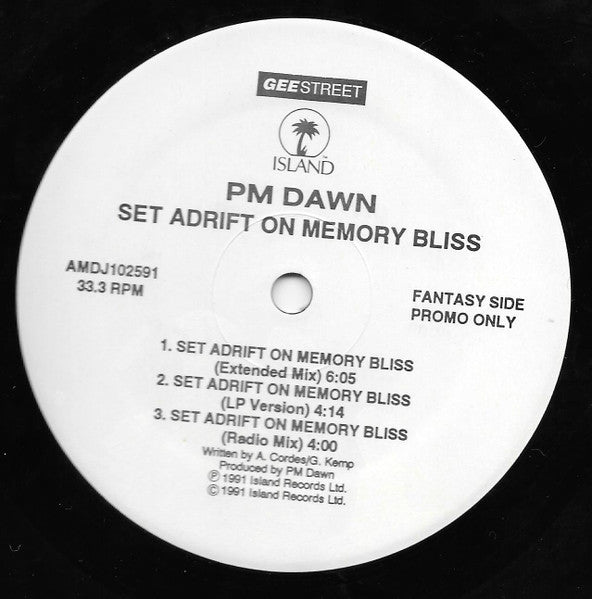 GEESTREET
ISLAND™
PM DAWN
SET ADRIFT ON MEMORY BLISS
AMDJ102591
33.3 RPM
FANTASY SIDE
PROMO ONLY
1. SET ADRIFT ON MEMORY BLISS
(Extended Mix) 6:05
2. SET ADRIFT ON MEMORY BLISS
(LP Version) 4:14
3. SET ADRIFT ON MEMORY BLISS
(Radio Mix) 4:00
Written by A. Cordes/G. Kemp
Produced by PM Dawn
℗ 1991 Island Records Ltd.
© 1991 Island Records Ltd.